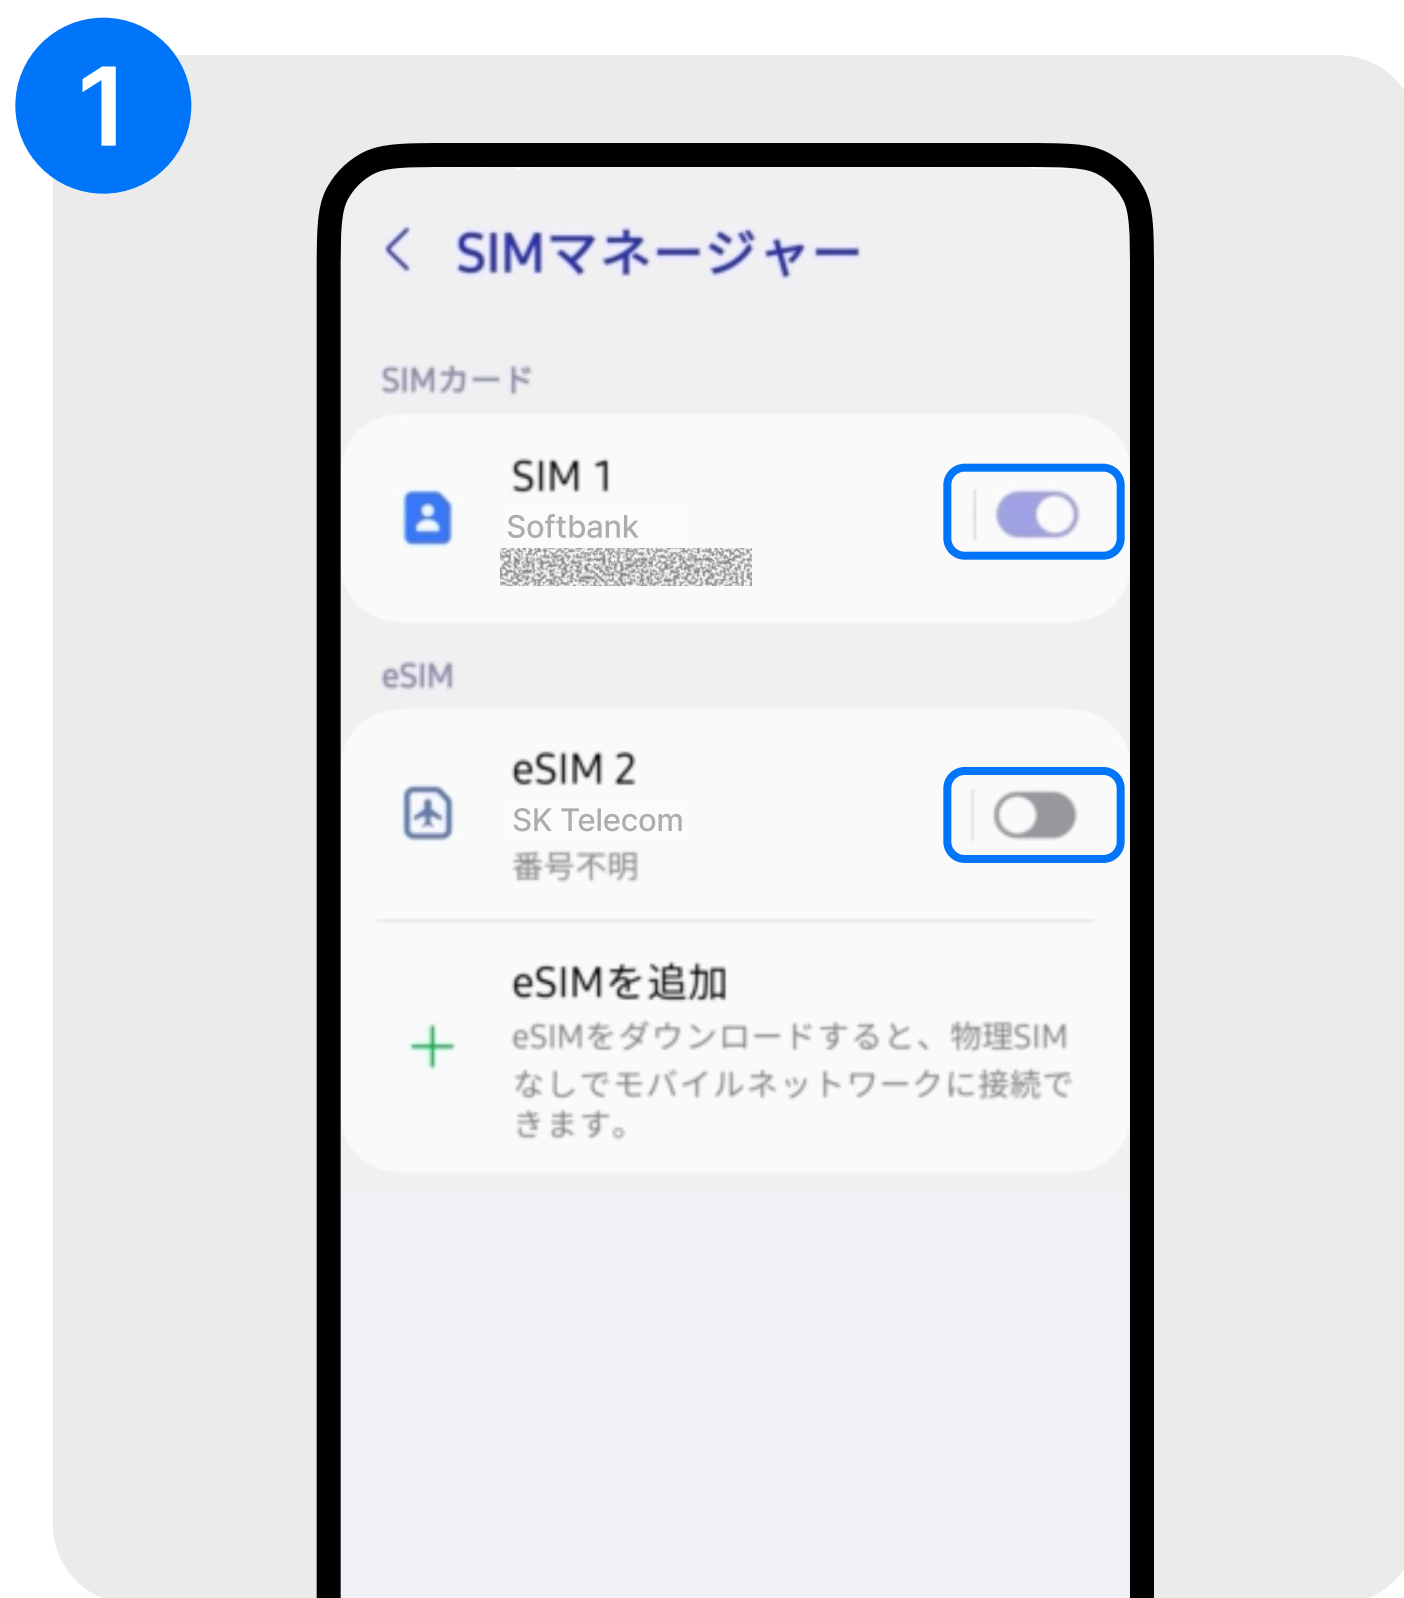 1
SIMマネージャー
SIMカード
SIM 1
Softbank
eSIM
eSIM 2
SK Telecom
番号不明
eSIMを追加
eSIMをダウンロードすると、物理SIM
なしでモバイルネットワークに接続で
きます。